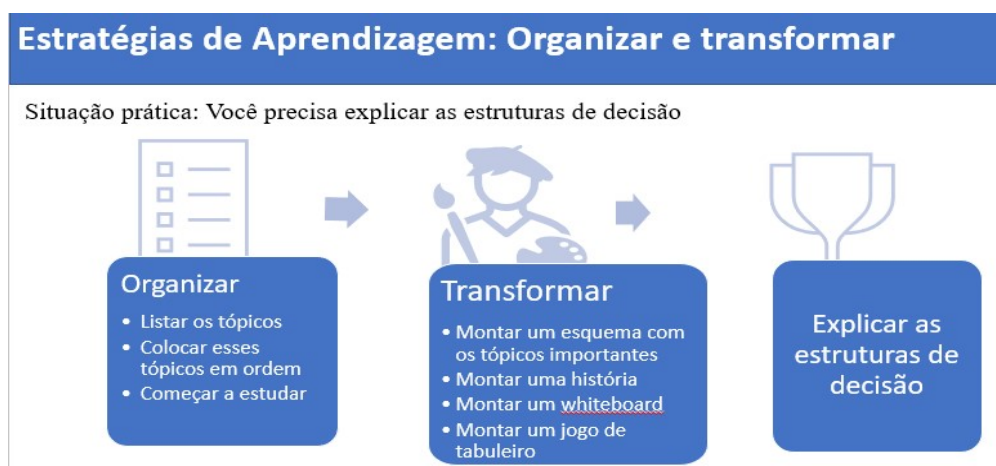 Estratégias de Aprendizagem: Organizar e transformar
Situação prática: Você precisa explicar as estruturas de decisão
Organizar
• Listar os tópicos
• Colocar esses
tópicos em ordem
• Começar a estudar
Transformar
• Montar um esquema com
os tópicos importantes
• Montar uma história
• Montar um whiteboard
• Montar um jogo de
tabuleiro
Explicar as
estruturas de
decisão